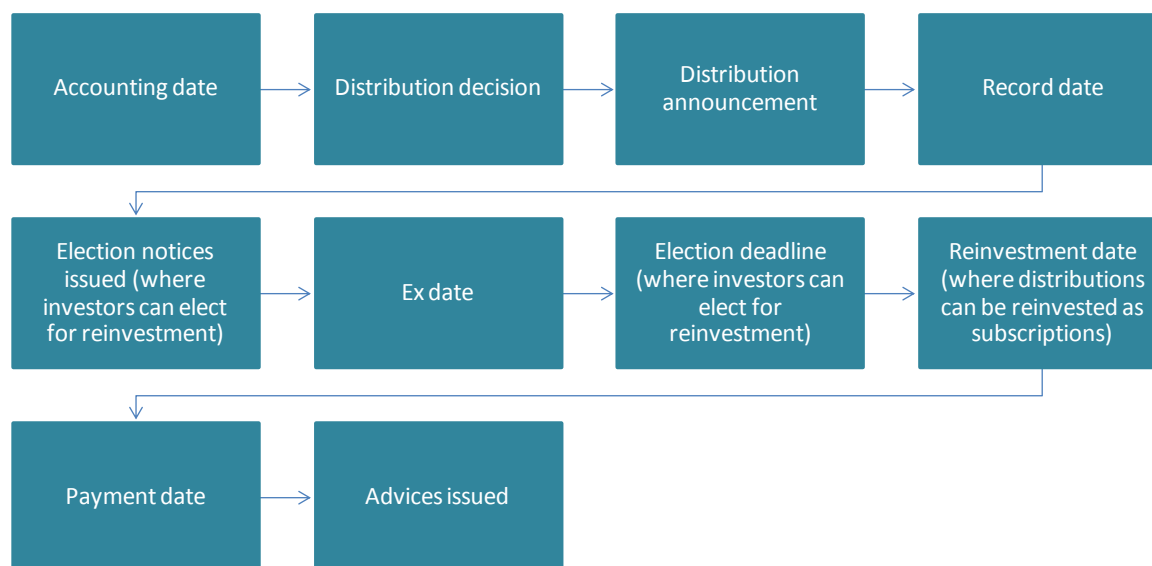 Accounting date
Distribution decision
Distribution
announcement
Record date
Election notices
issued (where
investors can elect
for reinvestment)
Ex date
Election deadline
(where investors can
elect for
reinvestment)
Reinvestment date
(where distributions
can be reinvested as
subscriptions)
Payment date
Advices issued